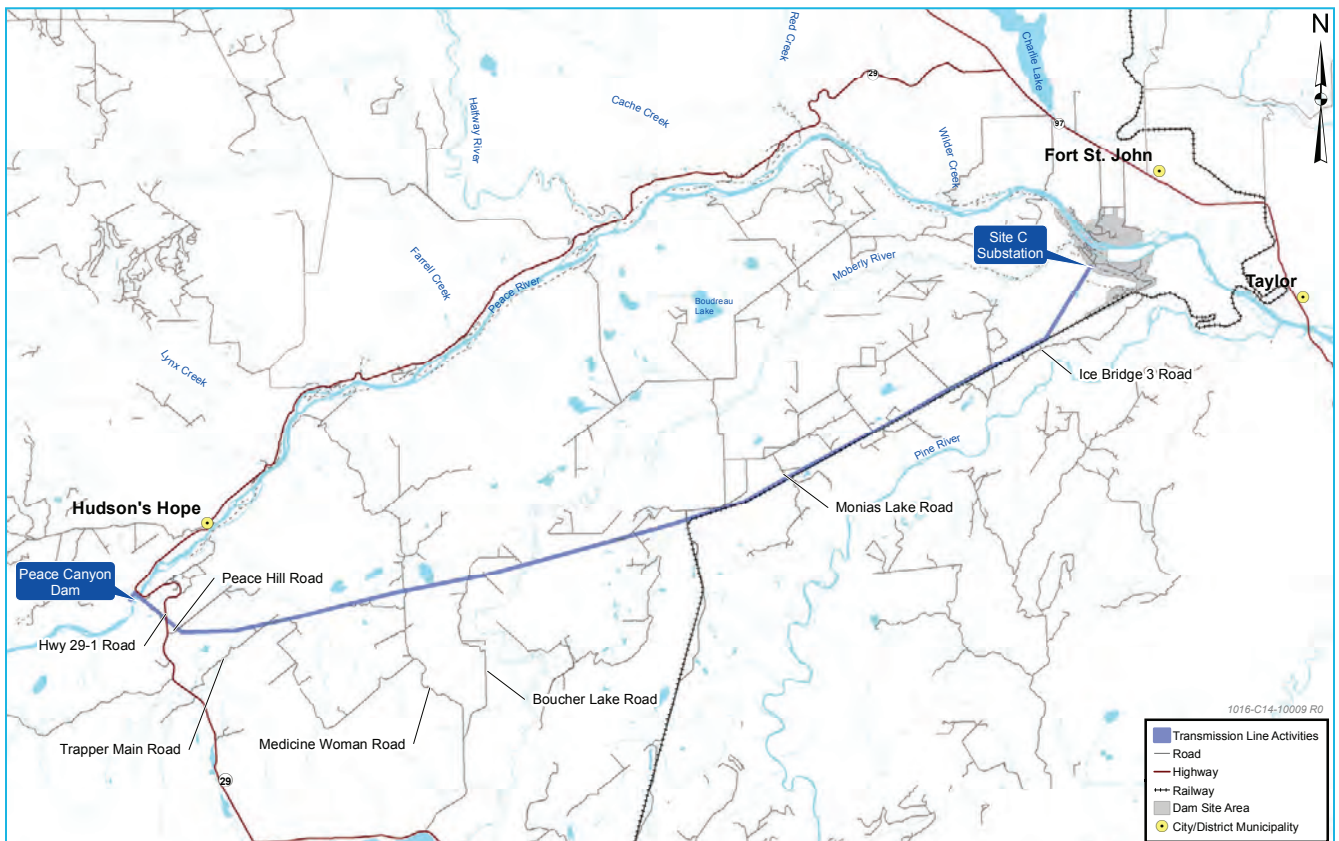 N
Red Creek
Charlie Lake
29
Cache Creek
Halfway River
97
Wilder Creek
Fort St. John
Site C
Substation
Moberly River
Farrell Creek
Peace River
Taylor
Boudreau
Lake
Lynx Creek
Ice Bridge 3 Road
Pine River
Hudson's Hope
Monias Lake Road
Peace Canyon
Dam
Peace Hill Road
Hwy 29-1 Road
Boucher Lake Road
Trapper Main Road
Medicine Woman Road
29
1016-C14-10009 R0
Transmission Line Activities
Road
Highway
Railway
Dam Site Area
City/District Municipality